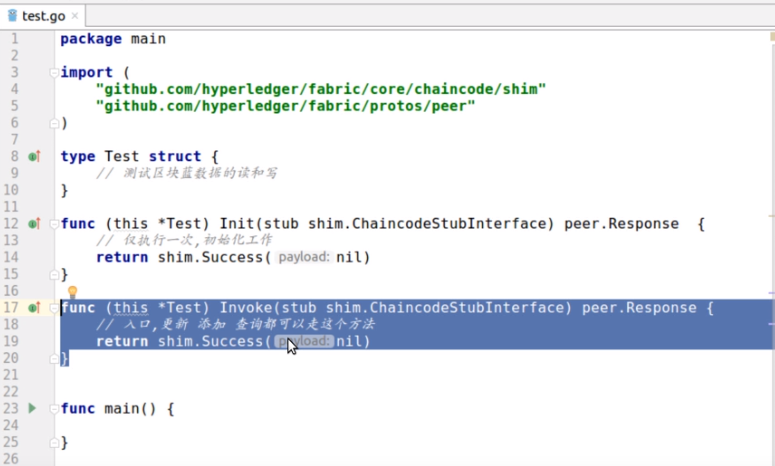 test.go
1 package main
2
3 import (
4 "github.com/hyperledger/fabric/core/chaincode/shim"
5 "github.com/hyperledger/fabric/protos/peer"
6 )
7
8 type Test struct {
9 // 测试区块蓝数据的读和写
10 }
11
12 func (this *Test) Init(stub shim.ChaincodeStubInterface) peer.Response {
13 // 仅执行一次,初始化工作
14 return shim.Success( payload: nil)
15 }
16
17 func (this *Test) Invoke(stub shim.ChaincodeStubInterface) peer.Response {
18 // 入口,更新 添加 查询都可以走这个方法
19 return shim.Success( payload: nil)
20 }
21
22
23 func main() {
24
25 }
26